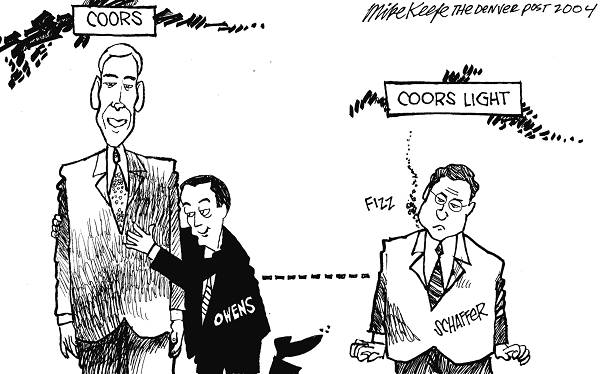 COORS
Mike Keefe THE DENVER POST 2004
COORS LIGHT
FIZZ
OWENS
SCHAFFER